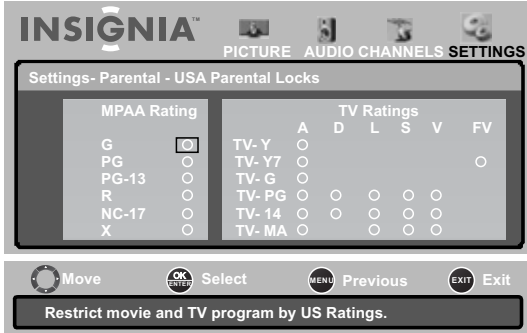 INSIGNIA™
PICTURE AUDIO CHANNELS SETTINGS
Settings- Parental - USA Parental Locks
MPAA Rating
G
PG
PG-13
R
NC-17
X
TV Ratings
A D L S V FV
TV- Y
TV- Y7
TV- G
TV- PG
TV- 14
TV- MA
Move
OK ENTER Select
MENU Previous
EXIT Exit
Restrict movie and TV program by US Ratings.